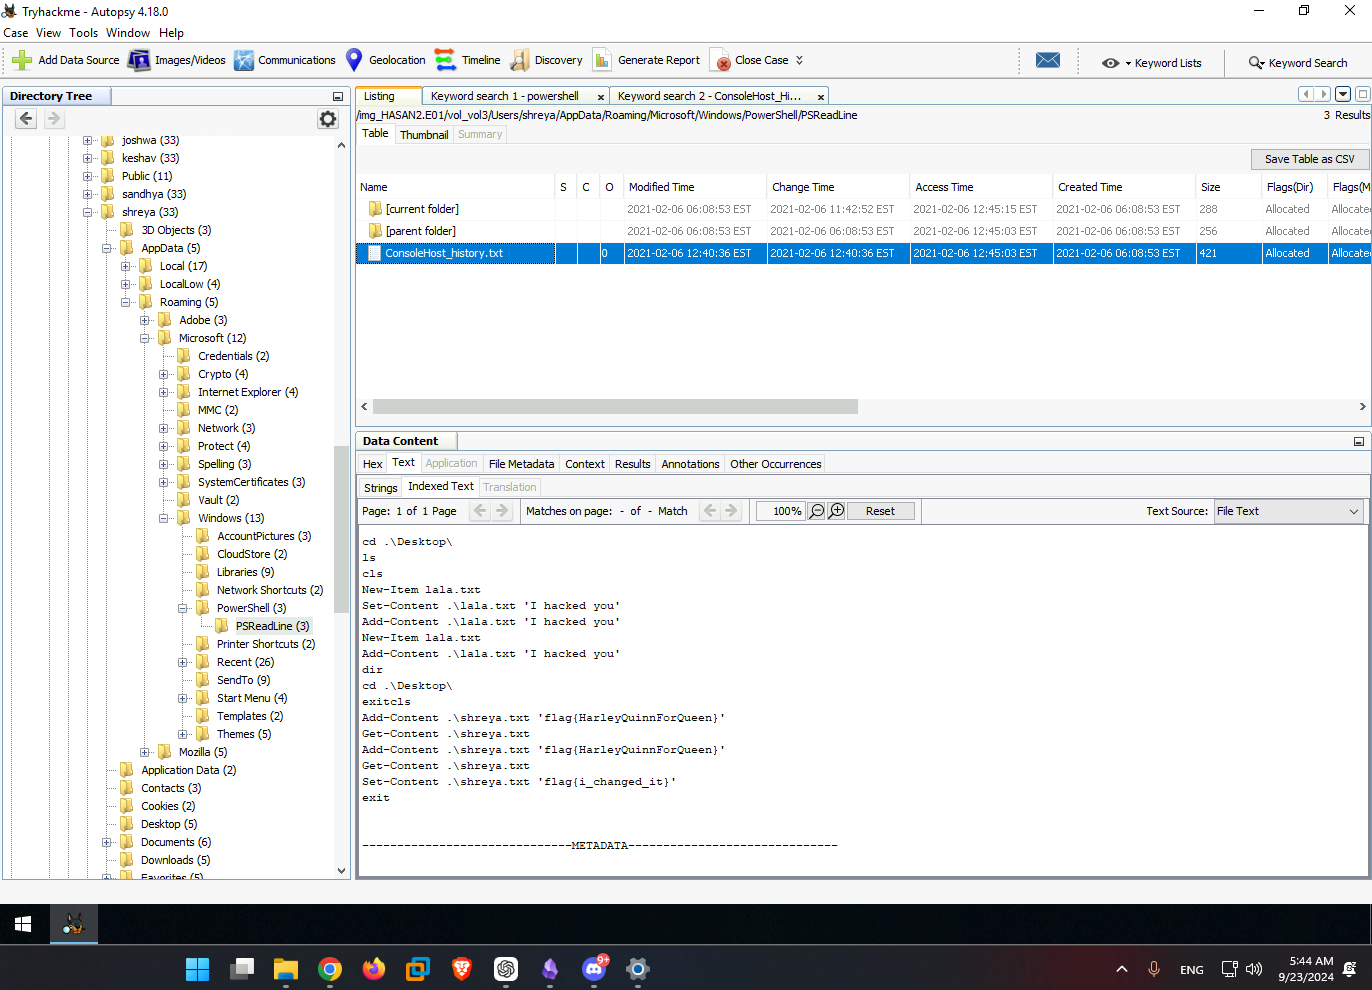 Tryhackme - Autopsy 4.18.0
Case View Tools Window Help
Add Data Source Images/Videos Communications Geolocation Timeline Discovery Generate Report Close Case Keyword Lists Keyword Search
Directory Tree
Listing Keyword search 1 - powershell Keyword search 2 - ConsoleHost_Hi...
/img_HASAN2.E01/vol_vol3/Users/shreya/AppData/Roaming/Microsoft/Windows/PowerShell/PSReadLine 3 Results
Table Thumbnail Summary
Save Table as CSV
Name S C O Modified Time Change Time Access Time Created Time Size Flags(Dir) Flags(M
[current folder] 2021-02-06 06:08:53 EST 2021-02-06 11:42:52 EST 2021-02-06 12:45:15 EST 2021-02-06 06:08:53 EST 288 Allocated Allocate
[parent folder] 2021-02-06 06:08:53 EST 2021-02-06 06:08:53 EST 2021-02-06 06:08:53 EST 2021-02-06 06:08:53 EST 256 Allocated Allocate
ConsoleHost_history.txt 0 2021-02-06 12:40:36 EST 2021-02-06 12:40:36 EST 2021-02-06 12:45:03 EST 2021-02-06 06:08:53 EST 421 Allocated Allocate
joshwa (33)
keshav (33)
Public (11)
sandhya (33)
shreya (33)
3D Objects (3)
AppData (5)
Local (17)
LocalLow (4)
Roaming (5)
Adobe (3)
Microsoft (12)
Credentials (2)
Crypto (4)
Internet Explorer (4)
MMC (2)
Network (3)
Protect (4)
Spelling (3)
SystemCertificates (3)
Vault (2)
Windows (13)
AccountPictures (3)
CloudStore (2)
Libraries (9)
Network Shortcuts (2)
PowerShell (3)
PSReadLine (3)
Printer Shortcuts (2)
Recent (26)
SendTo (9)
Start Menu (4)
Templates (2)
Themes (5)
Mozilla (5)
Application Data (2)
Contacts (3)
Cookies (2)
Desktop (5)
Documents (6)
Downloads (5)
Favorites (5)
Data Content
Hex Text Application File Metadata Context Results Annotations Other Occurrences
Strings Indexed Text Translation
Page: 1 of 1 Page Matches on page: - of - Match 100% Reset Text Source: File Text
cd .\Desktop\
ls
cls
New-Item lala.txt
Set-Content .\lala.txt 'I hacked you'
Add-Content .\lala.txt 'I hacked you'
New-Item lala.txt
Add-Content .\lala.txt 'I hacked you'
dir
cd .\Desktop\
exitcls
Add-Content .\shreya.txt 'flag{HarleyQuinnForQueen}'
Get-Content .\shreya.txt
Add-Content .\shreya.txt 'flag{HarleyQuinnForQueen}'
Get-Content .\shreya.txt
Set-Content .\shreya.txt 'flag{i_changed_it}'
exit
------------------------------METADATA------------------------------
9+
ENG
5:44 AM
9/23/2024